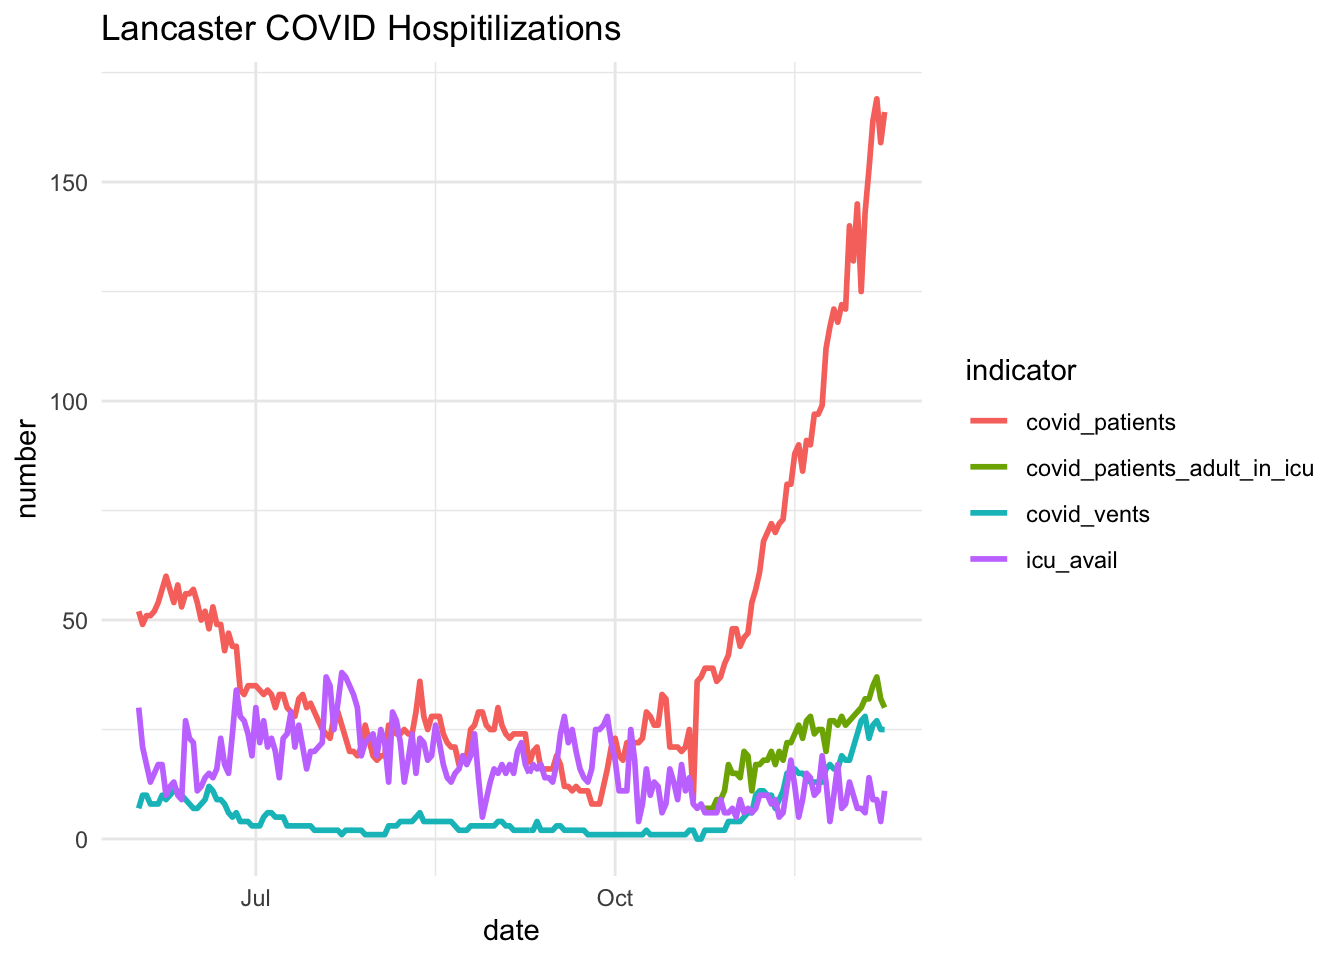 Lancaster COVID Hospitilizations
number
150
100
50
0
Jul
Oct
date
indicator
covid_patients
covid_patients_adult_in_icu
covid_vents
icu_avail